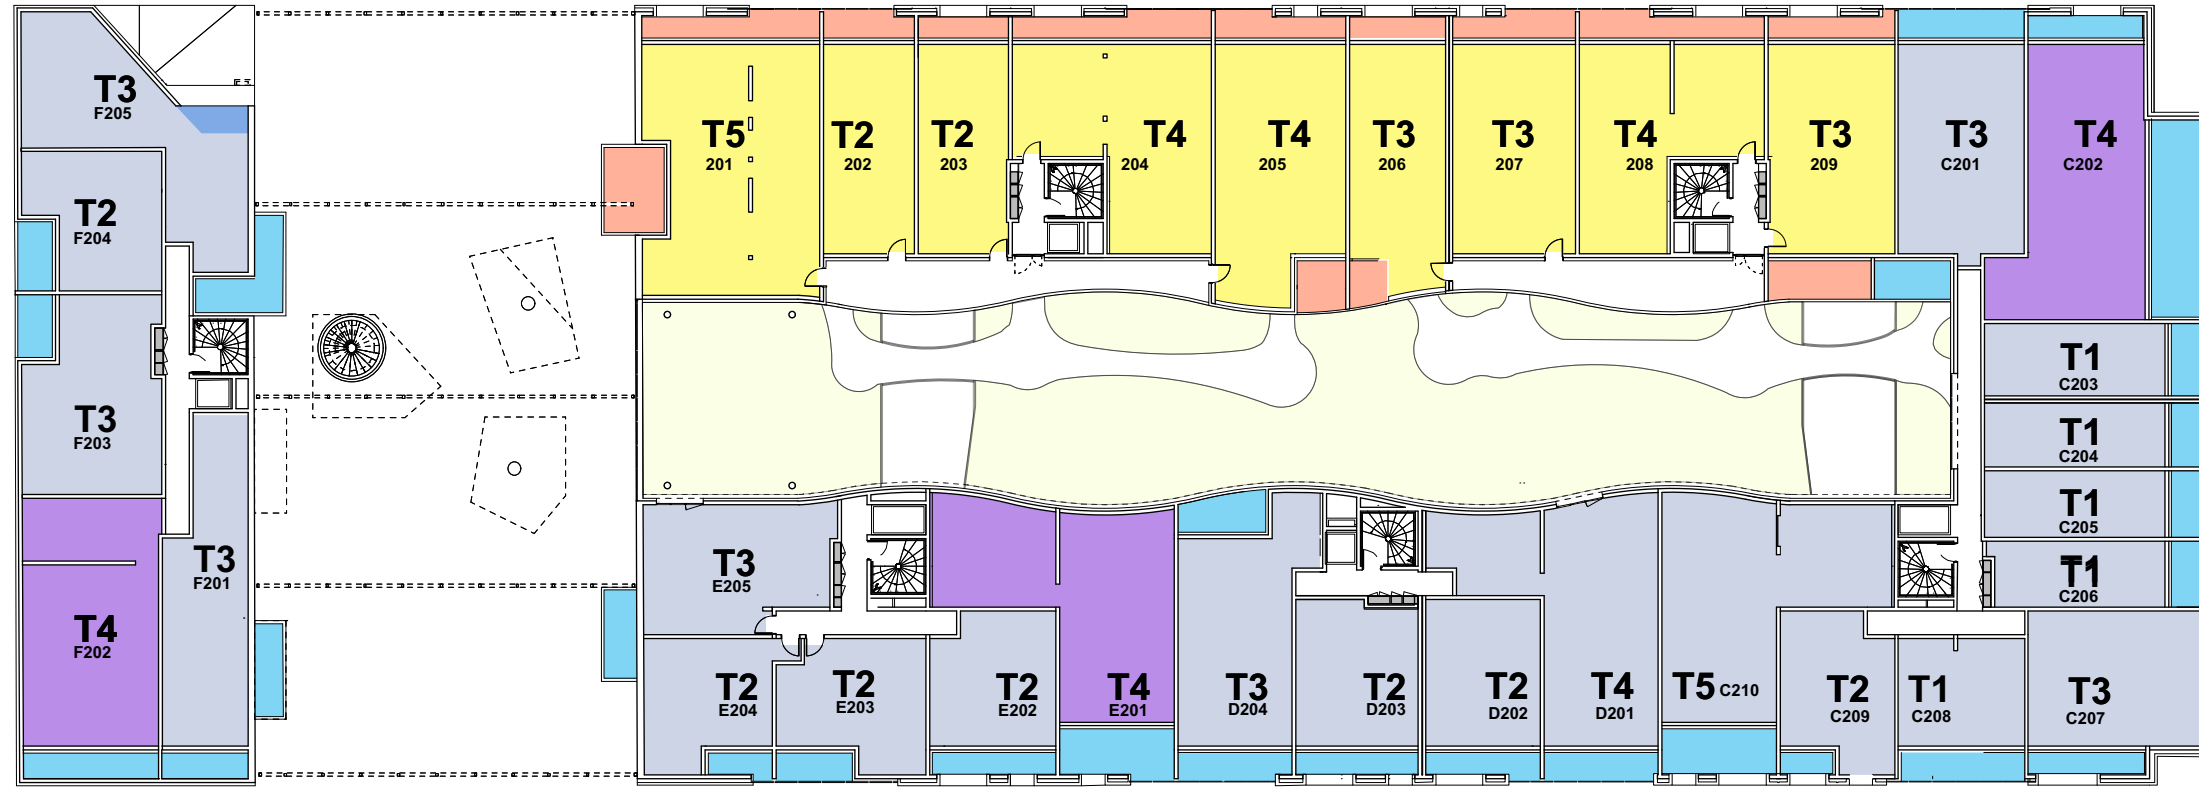 T3
F205
T2
F204
T3
F203
T3
F201
T4
F202
T5
201
T2
202
T2
203
T4
204
T4
205
T3
206
T3
207
T4
208
T3
209
T3
C201
T4
C202
T1
C203
T1
C204
T1
C205
T1
C206
T3
E205
T2
E204
T2
E203
T2
E202
T4
E201
T3
D204
T2
D203
T2
D202
T4
D201
T5 C210
T2
C209
T1
C208
T3
C207